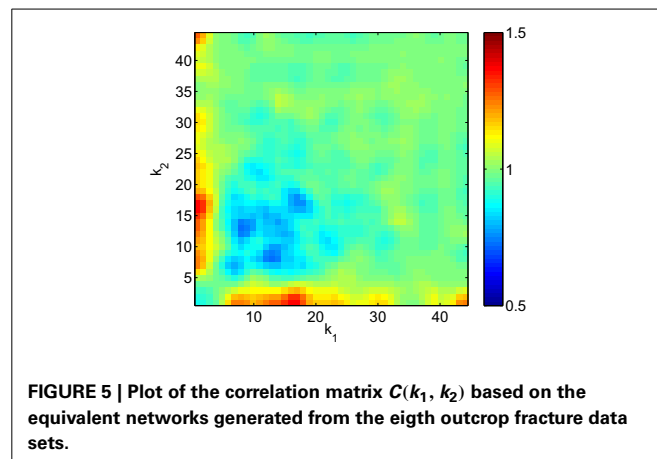 40
35
30
25
20
15
10
5
k2
10 20 30 40
k1
1.5
1
0.5
FIGURE 5 | Plot of the correlation matrix C(k1, k2) based on the
equivalent networks generated from the eigth outcrop fracture data
sets.